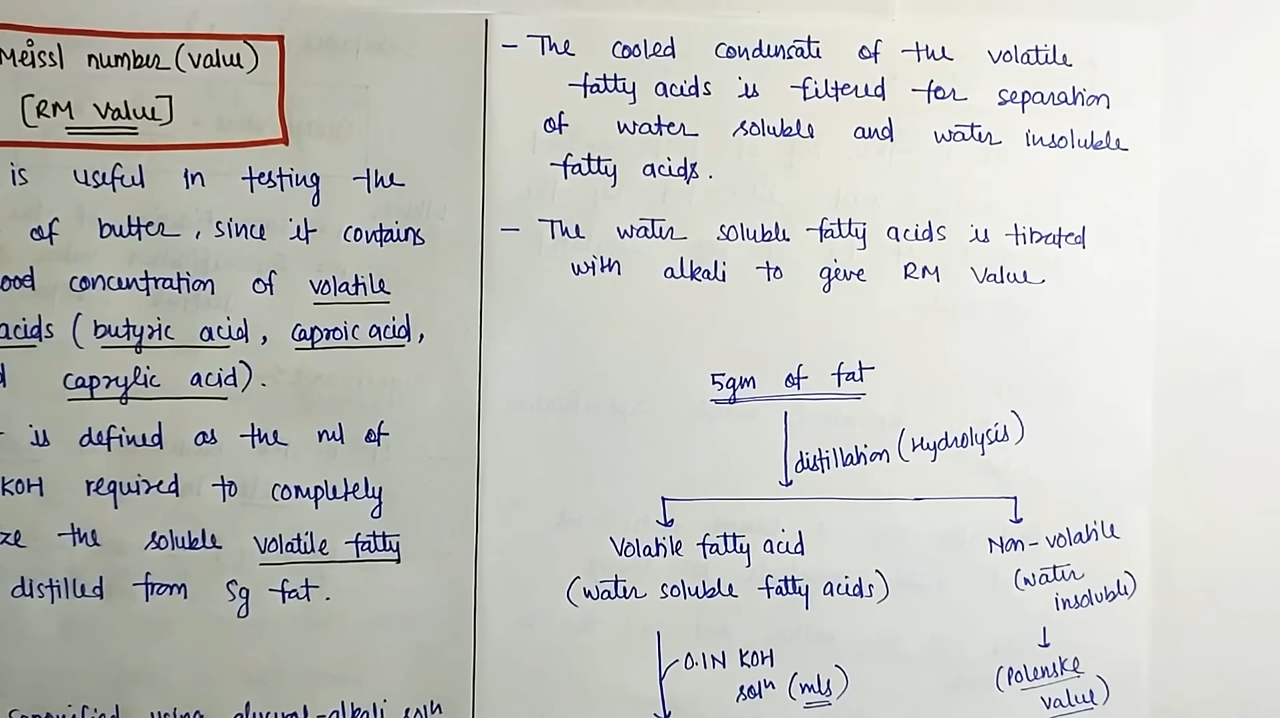 Meissl number (value)
[RM Value]
is useful in testing the
of butter, since it contains
ood concentration of volatile
acids (butyric acid, caproic acid,
caprylic acid).
is defined as the ml of
KOH required to completely
ze the soluble volatile fatty
distilled from 5g fat.
saponified using glycerol-alkali solⁿ
- The cooled condensate of the volatile
fatty acids is filtered for separation
of water soluble and water insoluble
fatty acids.
- The water soluble fatty acids is titrated
with alkali to give RM Value
5gm of fat
distillation (Hydrolysis)
Volatile fatty acid
(water soluble fatty acids)
Non-volatile
(water
insoluble)
0.1N KOH
solⁿ (mls)
(Polenske
value)